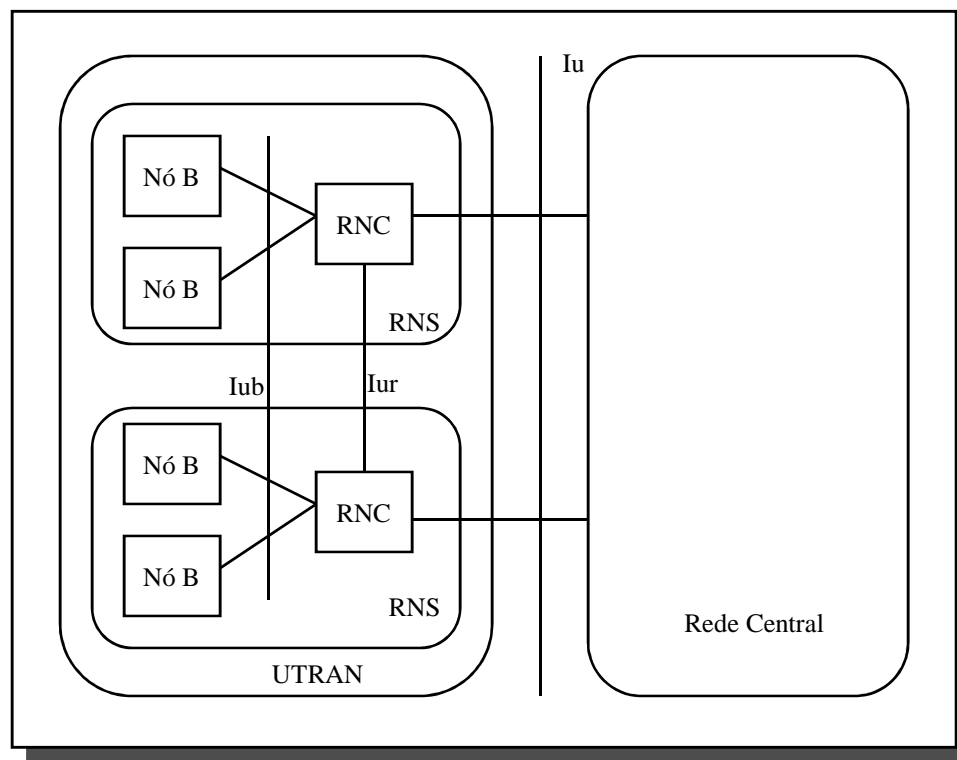 Iu
Nó B
RNC
Nó B
RNS
Iub
Iur
Nó B
RNC
Nó B
RNS
Rede Central
UTRAN